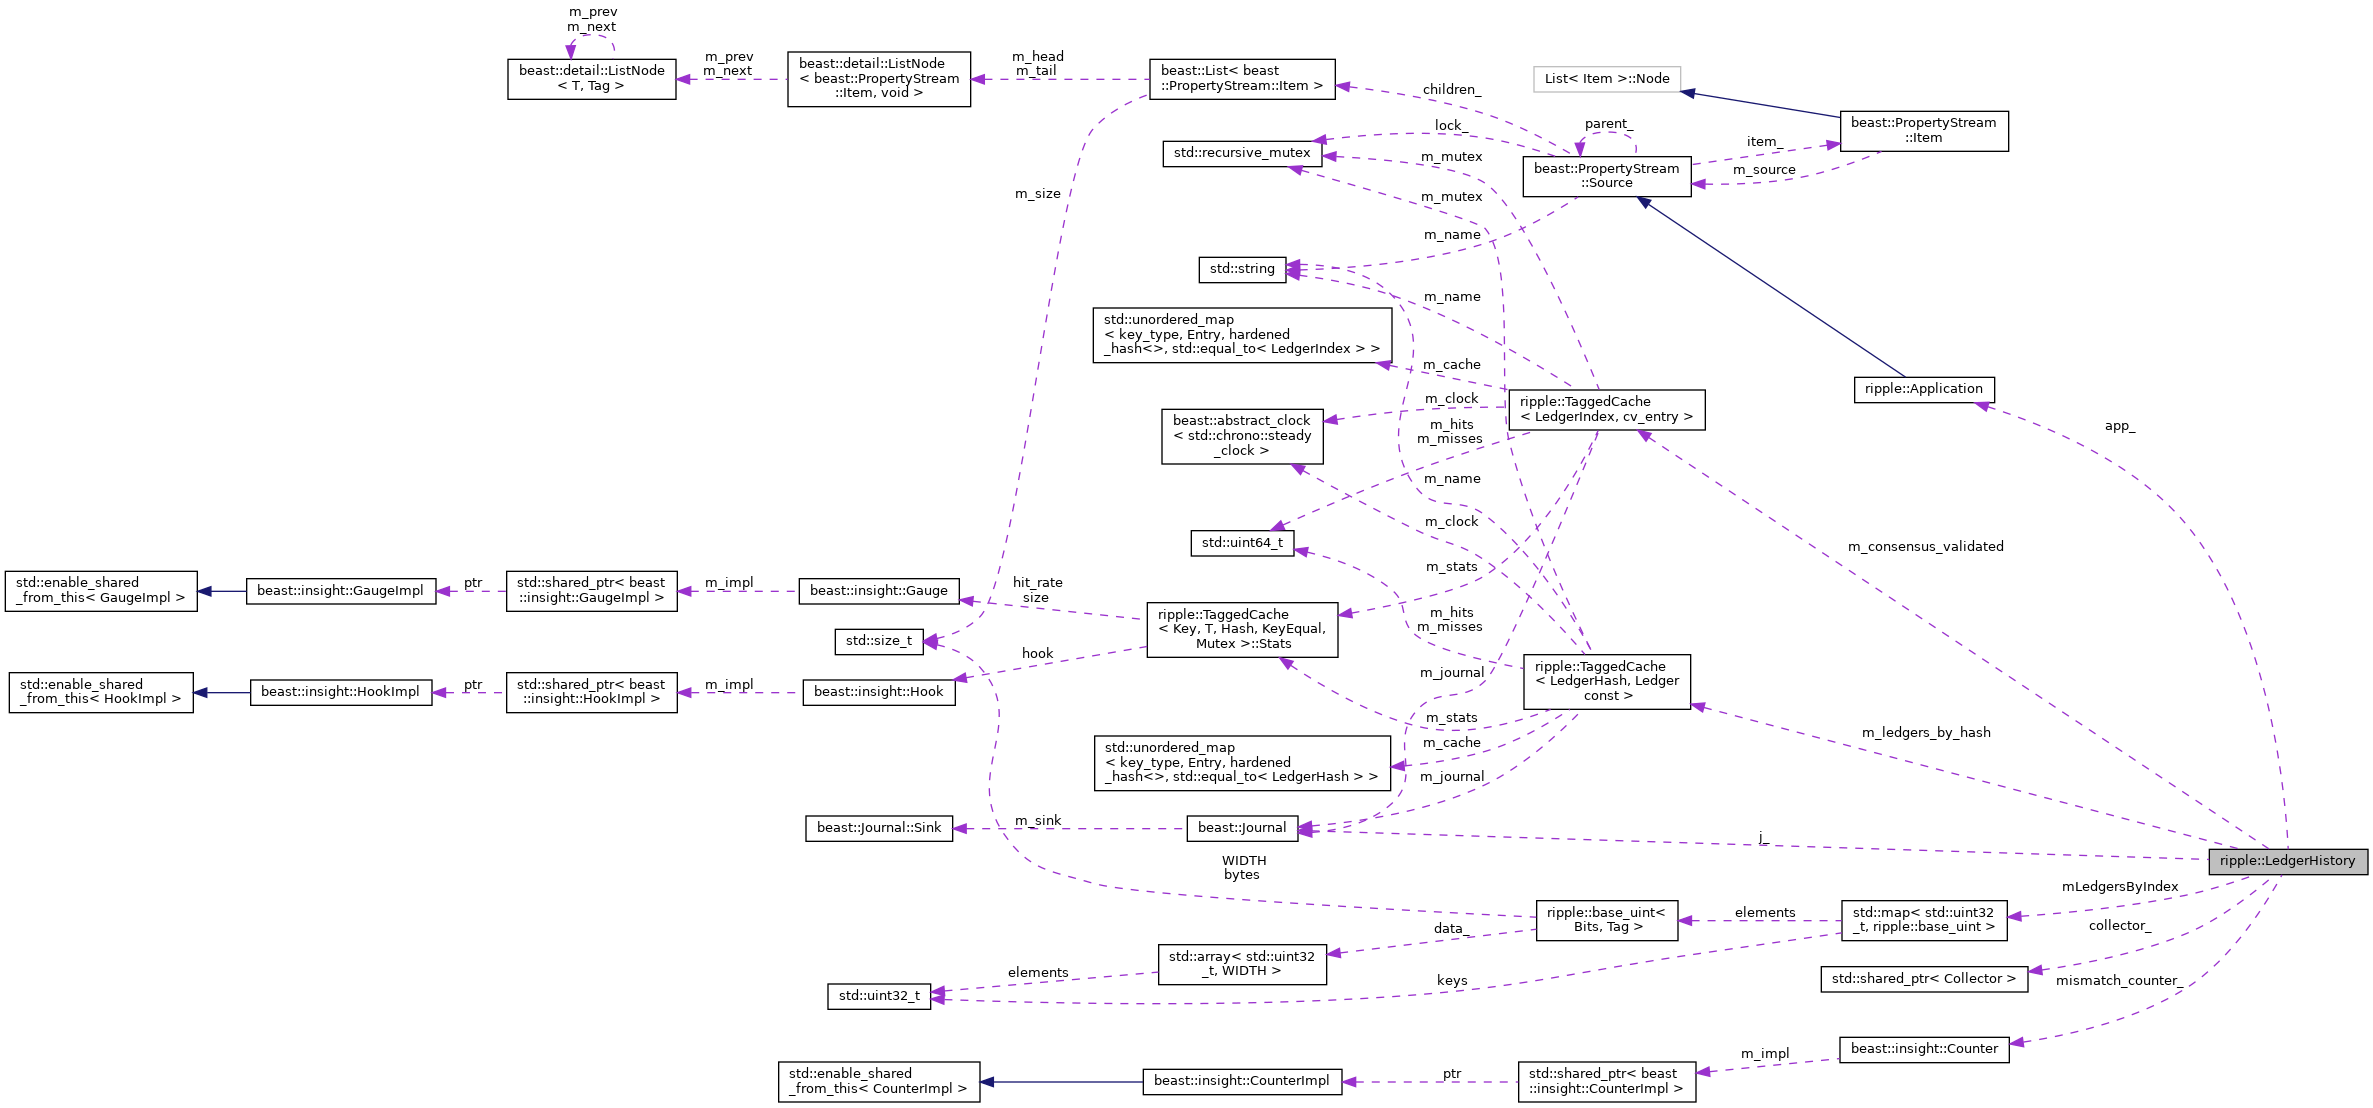 m_prev
m_next
beast::detail::ListNode
< T, Tag >
m_prev
m_next
beast::detail::ListNode
< beast::PropertyStream
::Item, void >
m_head
m_tail
beast::List< beast
::PropertyStream::Item >
children_
lock_
List< Item >::Node
parent_
beast::PropertyStream
::Source
item_
m_source
beast::PropertyStream
::Item
std::recursive_mutex
m_mutex
m_mutex
m_size
m_name
std::string
m_name
std::unordered_map
< key_type, Entry, hardened
_hash<>, std::equal_to< LedgerIndex > >
m_cache
ripple::Application
ripple::TaggedCache
< LedgerIndex, cv_entry >
m_clock
beast::abstract_clock
< std::chrono::steady
_clock >
m_hits
m_misses
app_
m_name
m_clock
std::uint64_t
m_consensus_validated
m_stats
std::enable_shared
_from_this< GaugeImpl >
beast::insight::GaugeImpl
ptr
std::shared_ptr< beast
::insight::GaugeImpl >
m_impl
beast::insight::Gauge
hit_rate
size
ripple::TaggedCache
< Key, T, Hash, KeyEqual,
Mutex >::Stats
m_hits
m_misses
std::size_t
hook
std::enable_shared
_from_this< HookImpl >
beast::insight::HookImpl
ptr
std::shared_ptr< beast
::insight::HookImpl >
m_impl
beast::insight::Hook
m_journal
ripple::TaggedCache
< LedgerHash, Ledger
const >
m_stats
m_ledgers_by_hash
std::unordered_map
< key_type, Entry, hardened
_hash<>, std::equal_to< LedgerHash > >
m_cache
m_journal
beast::Journal::Sink
m_sink
beast::Journal
j_
ripple::LedgerHistory
WIDTH
bytes
mLedgersByIndex
ripple::base_uint<
Bits, Tag >
elements
std::map< std::uint32
_t, ripple::base_uint >
data_
collector_
std::array< std::uint32
_t, WIDTH >
elements
std::uint32_t
keys
std::shared_ptr< Collector >
mismatch_counter_
beast::insight::Counter
m_impl
std::enable_shared
_from_this< CounterImpl >
beast::insight::CounterImpl
ptr
std::shared_ptr< beast
::insight::CounterImpl >